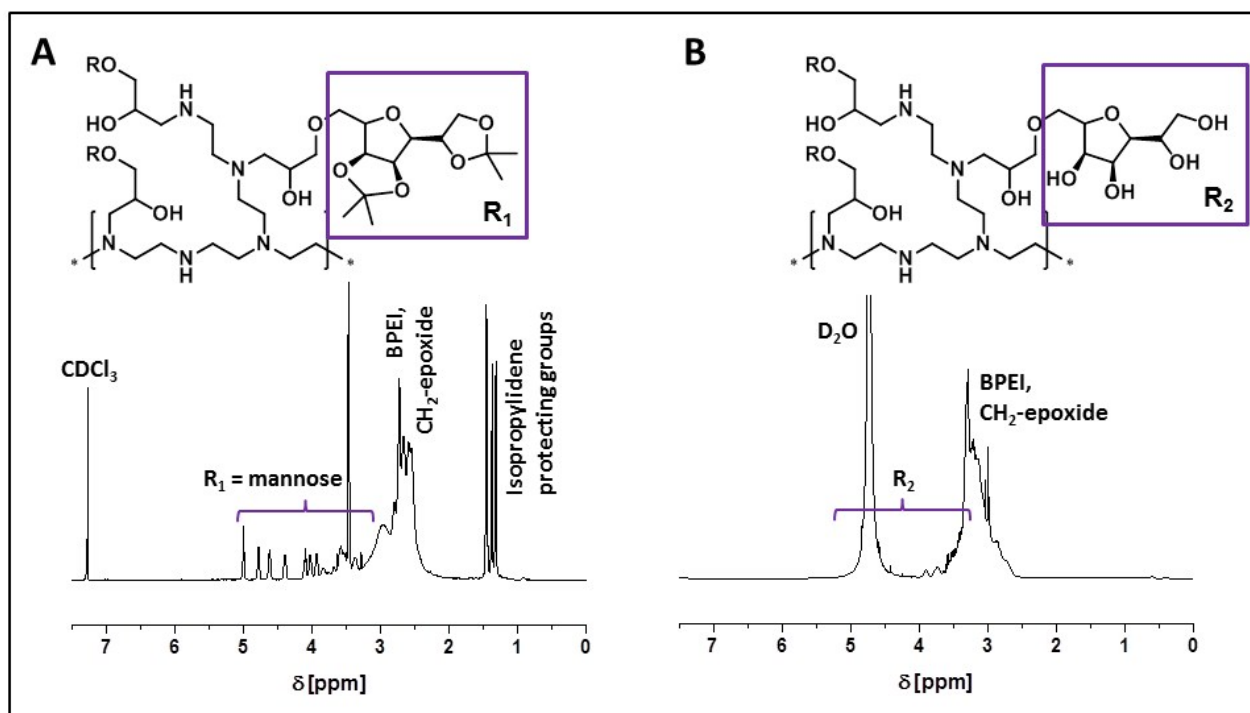 A
RO
HO
H
N
RO
OH
N
O
OH
O
O
O
O
O
R₁
N
N
H
N
*
*
CDCl₃
R₁ = mannose
BPEI,
CH₂-epoxide
Isopropylidene
protecting groups
7 6 5 4 3 2 1 0
δ [ppm]
B
RO
HO
H
N
RO
OH
N
O
OH
O
OH
OH
HO
OH
R₂
N
N
H
N
*
*
D₂O
BPEI,
CH₂-epoxide
R₂
7 6 5 4 3 2 1 0
δ [ppm]